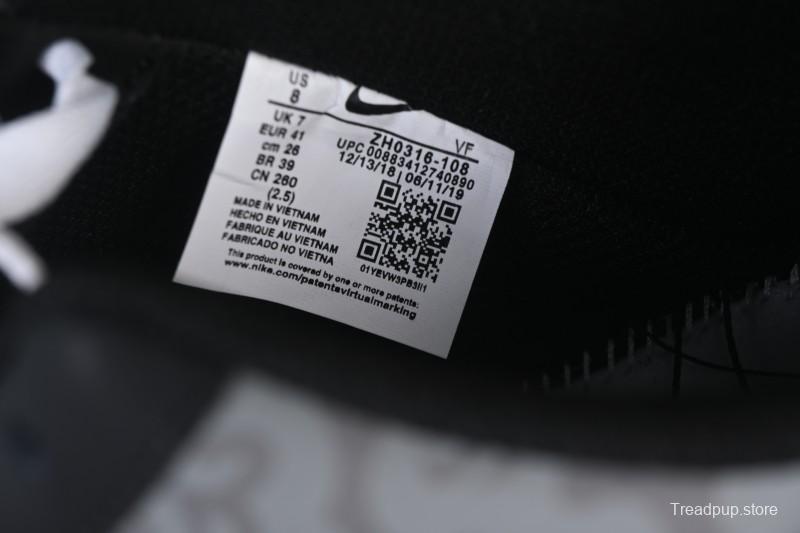 US
8
UK 7
EUR 41
cm 26
BR 39
CN 260
(2.5)
VF
ZH0316-108
UPC 00883412740890
12/13/18 | 06/11/19
01YEVW3PB3II1
MADE IN VIETNAM
HECHO EN VIETNAM
FABRIQUE AU VIETNAM
FABRICADO NO VIETNA
This product is covered by one or more patents:
www.nika.com/patentsvirtualmarking
Treadpup.store